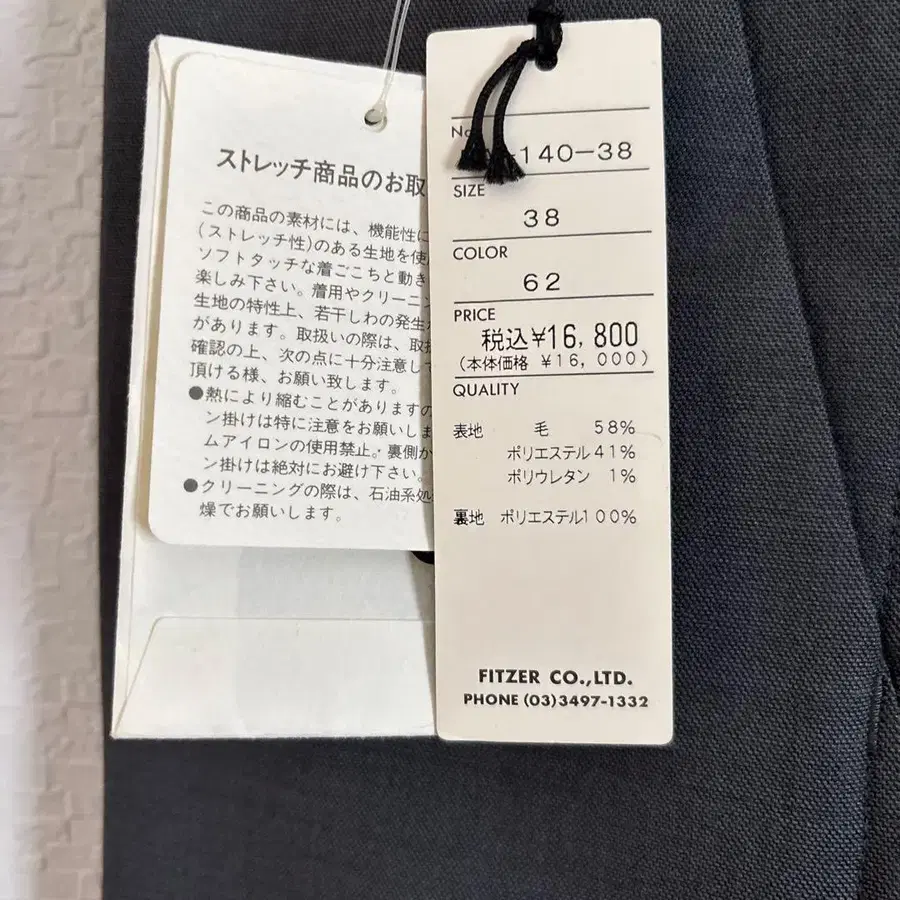 ストレッチ商品のお取
この商品の素材には、機能性に
(ストレッチ性)のある生地を使
ソフトタッチな着ごこちと動き
楽しみ下さい。着用やクリーニン
生地の特性上、若干しわの発生
があります。取扱いの際は、取
確認の上、次の点に十分注意して
頂ける様、お願い致します。
●熱により縮むことがありますの
ン掛けは特に注意をお願いしま
ムアイロンの使用禁止。裏側か
ン掛けは絶対にお避け下さい。
●クリーニングの際は、石油系処
燥でお願いします。
No
-140-38
SIZE
38
COLOR
62
PRICE
税込¥16,800
(本体価格 ¥16,000)
QUALITY
表地 毛 58%
ポリエステル 41%
ポリウレタン 1%
裏地 ポリエステル100%
FITZER CO.,LTD.
PHONE (03)3497-1332